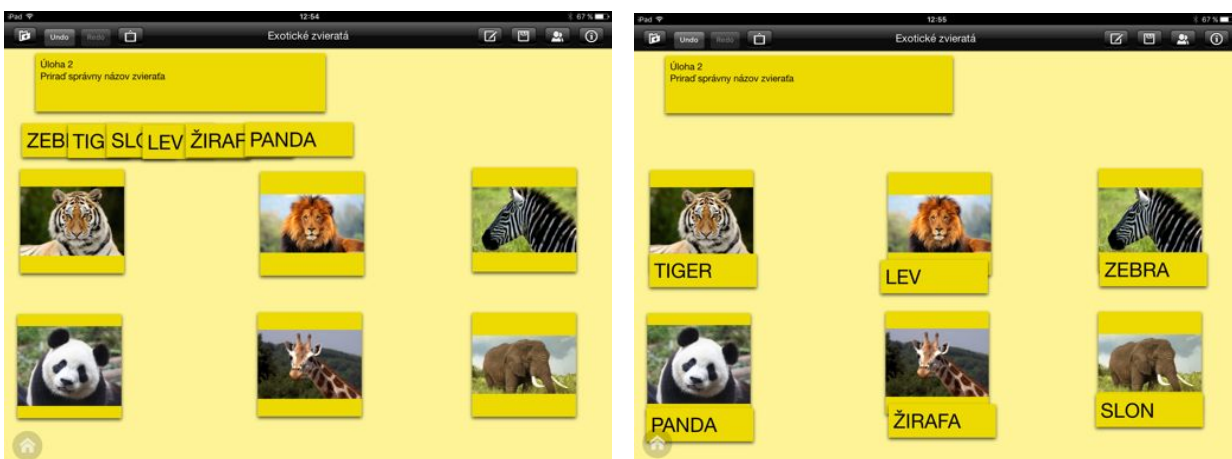 iPad 12:54 67 %
Undo Redo Exotické zvieratá
Úloha 2
Priraď správny názov zvieraťa
ZEB TIG SLO LEV ŽIRAF PANDA
iPad 12:55 67 %
Undo Redo Exotické zvieratá
Úloha 2
Priraď správny názov zvieraťa
TIGER
LEV
ZEBRA
PANDA
ŽIRAFA
SLON